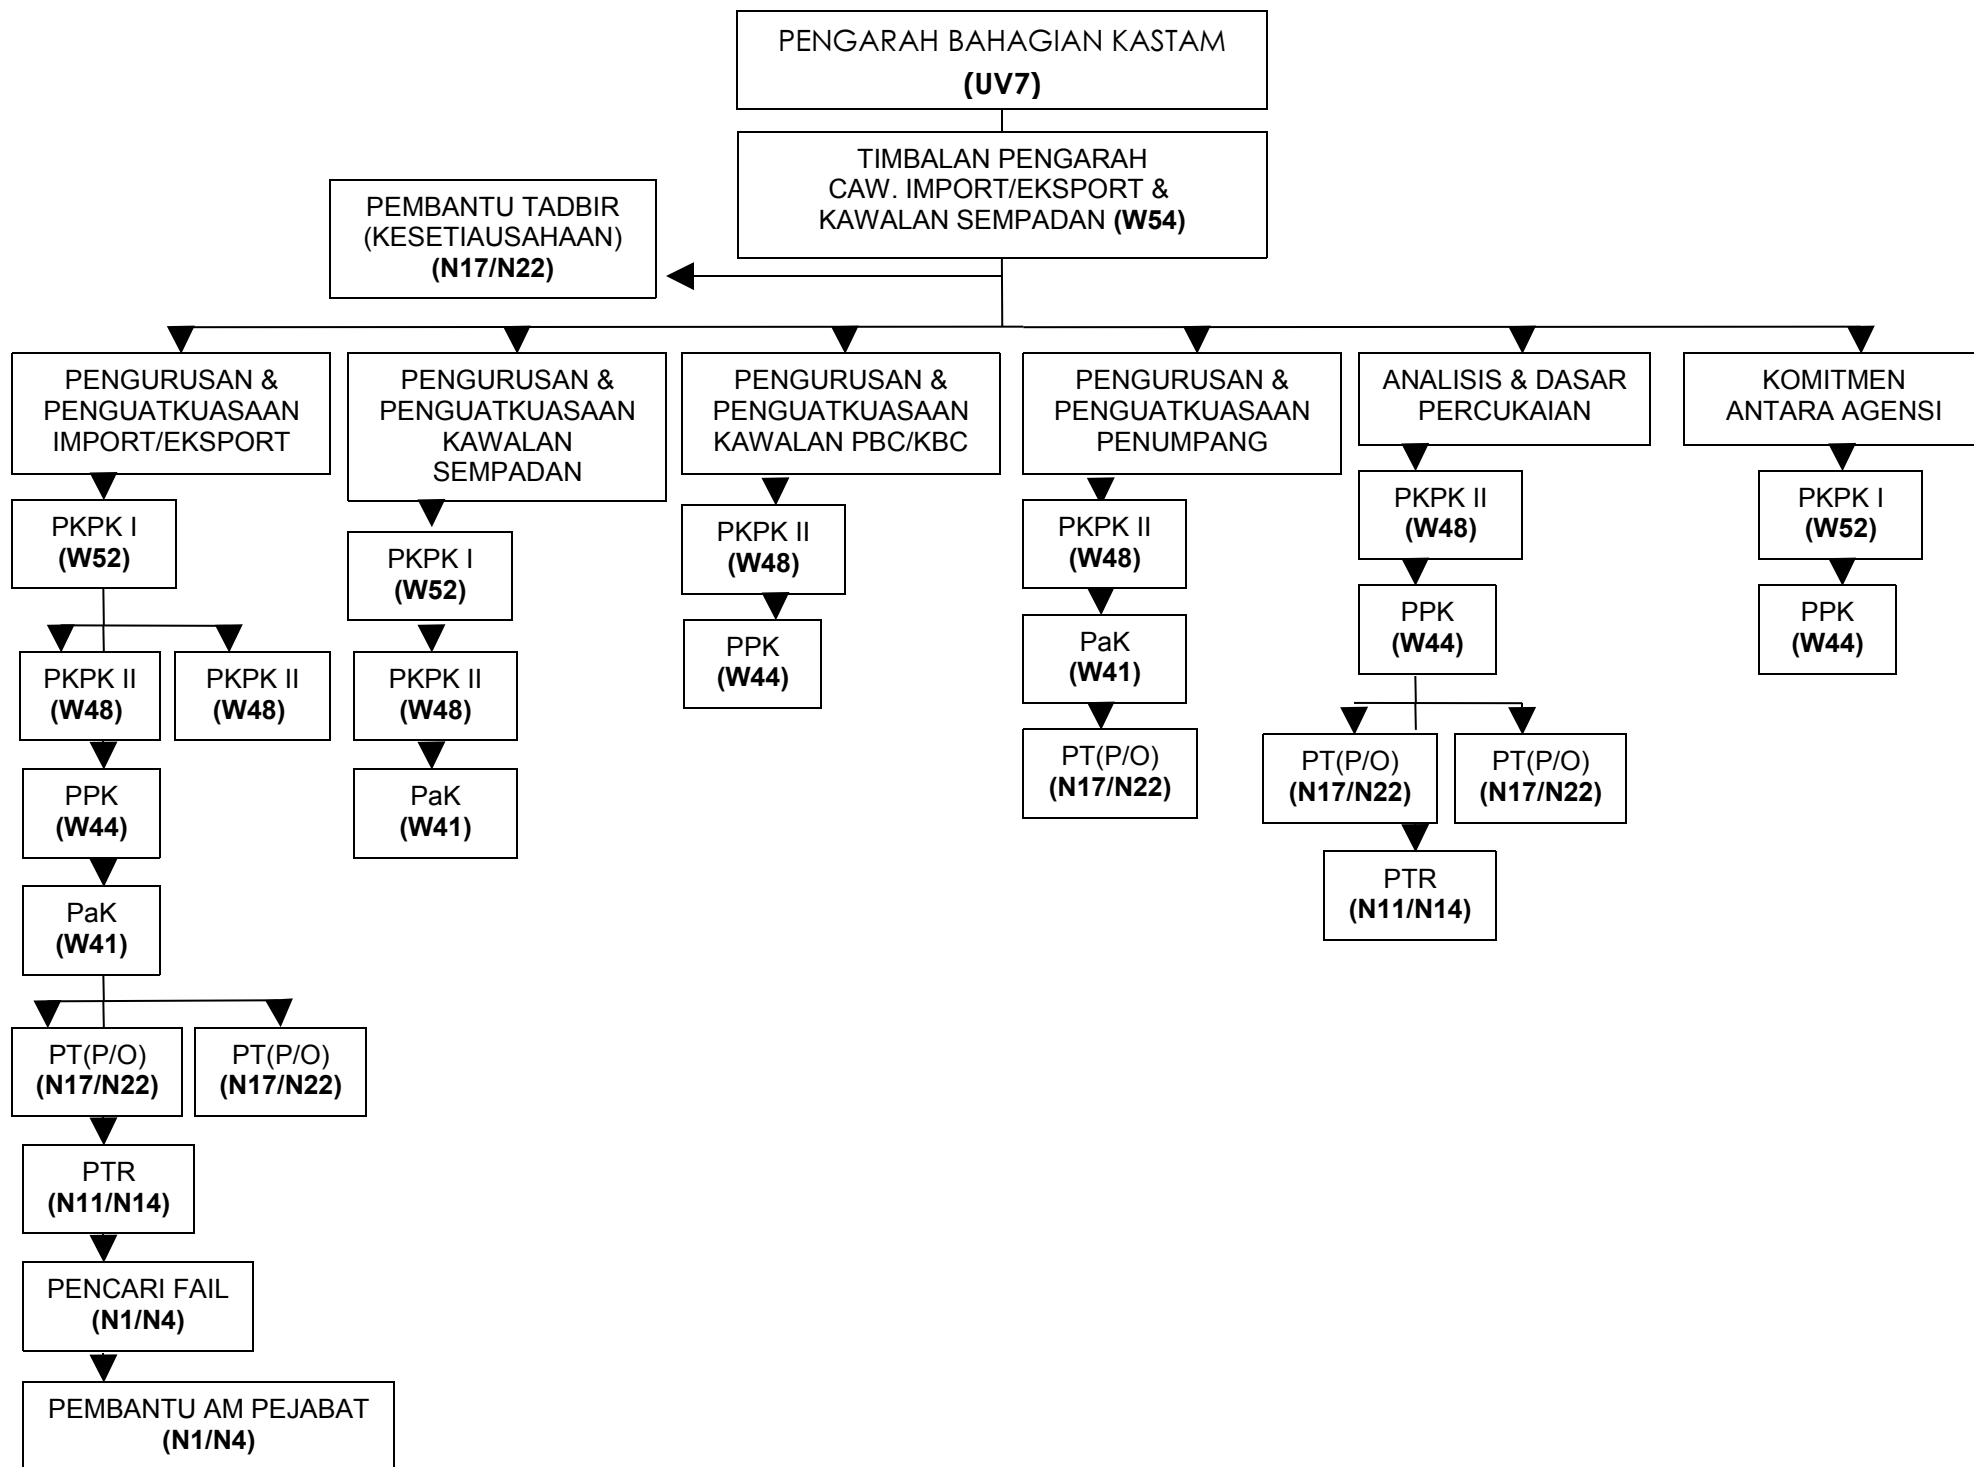 PENGARAH BAHAGIAN KASTAM
(UV7)
TIMBALAN PENGARAH
CAW. IMPORT/EKSPORT &
KAWALAN SEMPADAN (W54)
PEMBANTU TADBIR
(KESETIAUSAHAAN)
(N17/N22)
PENGURUSAN &
PENGUATKUASAAN
IMPORT/EKSPORT
PKPK I
(W52)
PKPK II
(W48)
PKPK II
(W48)
PPK
(W44)
PaK
(W41)
PT(P/O)
(N17/N22)
PT(P/O)
(N17/N22)
PTR
(N11/N14)
PENCARI FAIL
(N1/N4)
PEMBANTU AM PEJABAT
(N1/N4)
PENGURUSAN &
PENGUATKUASAAN
KAWALAN
SEMPADAN
PKPK I
(W52)
PKPK II
(W48)
PaK
(W41)
PENGURUSAN &
PENGUATKUASAAN
KAWALAN PBC/KBC
PKPK II
(W48)
PPK
(W44)
PENGURUSAN &
PENGUATKUASAAN
PENUMPANG
PKPK II
(W48)
PaK
(W41)
PT(P/O)
(N17/N22)
ANALISIS & DASAR
PERCUKAIAN
PKPK II
(W48)
PPK
(W44)
PT(P/O)
(N17/N22)
PT(P/O)
(N17/N22)
PTR
(N11/N14)
KOMITMEN
ANTARA AGENSI
PKPK I
(W52)
PPK
(W44)